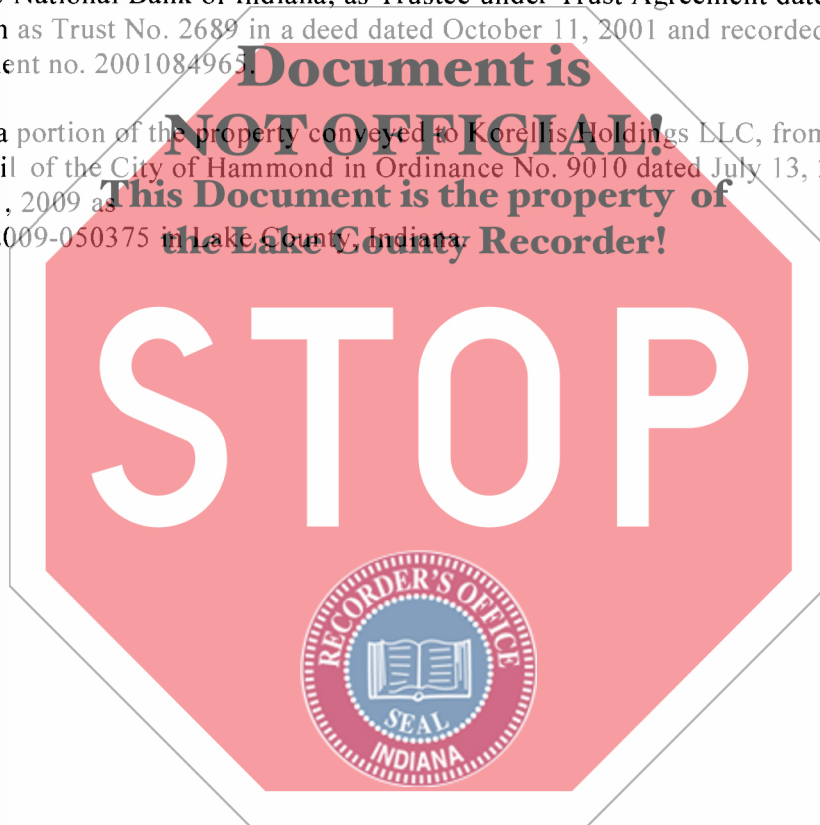 National Bank of Indiana, as Trustee under Trust Agreement
as Trust No. 2689 in a deed dated October 11, 2001 and recorded
ent no. 2001084965.
Document is
a portion of the property conveyed to Korellis Holdings LLC, from
NOT OFFICIAL!
il of the City of Hammond in Ordinance No. 9010 dated July 13,
This Document is the property of
, 2009 as
009-050375 in Lake County, Indiana.
the Lake County Recorder!
STOP
RECORDER'S OFFICE
SEAL
INDIANA